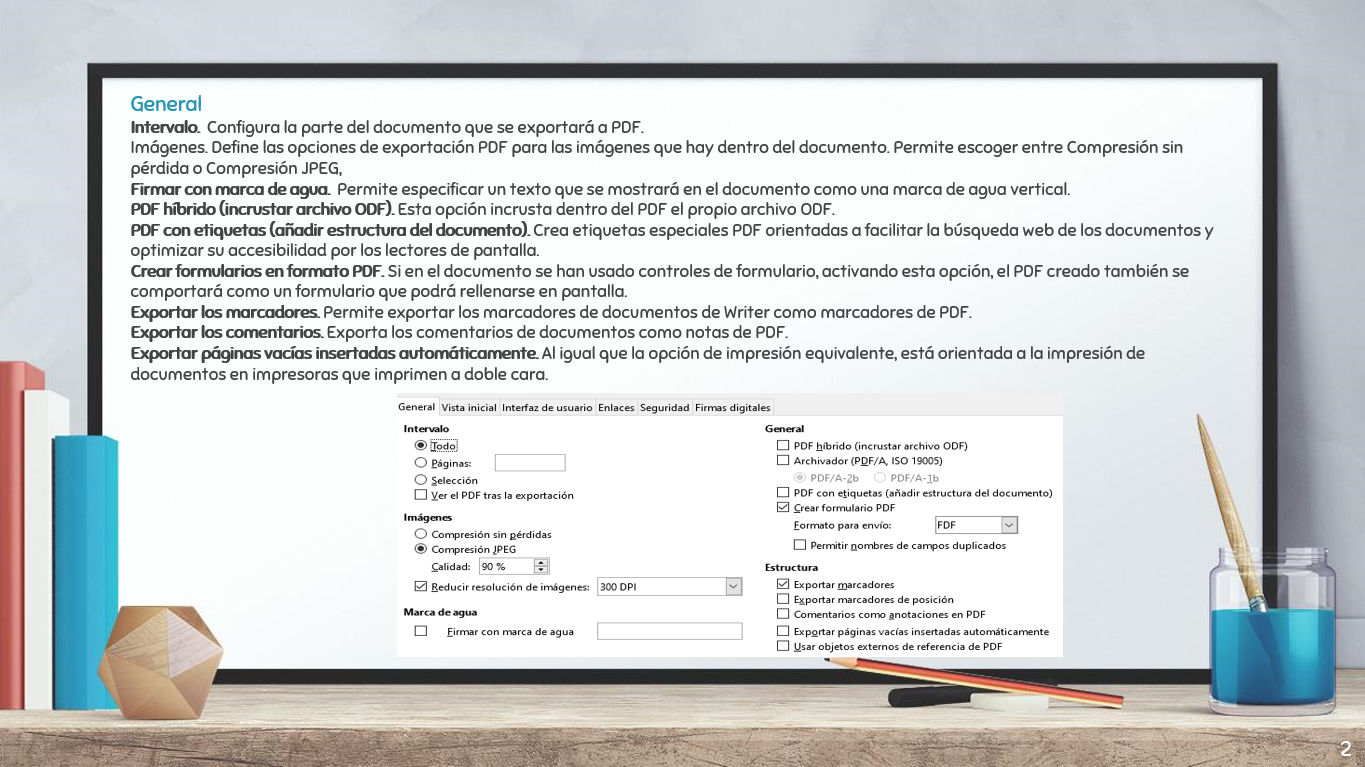 General
Intervalo. Configura la parte del documento que se exportará a PDF.
Imágenes. Define las opciones de exportación PDF para las imágenes que hay dentro del documento. Permite escoger entre Compresión sin
pérdida o Compresión JPEG,
Firmar con marca de agua. Permite especificar un texto que se mostrará en el documento como una marca de agua vertical.
PDF híbrido (incrustar archivo ODF). Esta opción incrusta dentro del PDF el propio archivo ODF.
PDF con etiquetas (añadir estructura del documento). Crea etiquetas especiales PDF orientadas a facilitar la búsqueda web de los documentos y
optimizar su accesibilidad por los lectores de pantalla.
Crear formularios en formato PDF. Si en el documento se han usado controles de formulario, activando esta opción, el PDF creado también se
comportará como un formulario que podrá rellenarse en pantalla.
Exportar los marcadores. Permite exportar los marcadores de documentos de Writer como marcadores de PDF.
Exportar los comentarios. Exporta los comentarios de documentos como notas de PDF.
Exportar páginas vacías insertadas automáticamente. Al igual que la opción de impresión equivalente, está orientada a la impresión de
documentos en impresoras que imprimen a doble cara.
General Vista inicial Interfaz de usuario Enlaces Seguridad Firmas digitales
Intervalo
Todo
Páginas:
Selección
Ver el PDF tras la exportación
Imágenes
Compresión sin pérdidas
Compresión JPEG
Calidad: 90 %
Reducir resolución de imágenes: 300 DPI
Marca de agua
Firmar con marca de agua
General
PDF híbrido (incrustar archivo ODF)
Archivador (PDF/A, ISO 19005)
PDF/A-2b PDF/A-1b
PDF con etiquetas (añadir estructura del documento)
Crear formulario PDF
Formato para envío: FDF
Permitir nombres de campos duplicados
Estructura
Exportar marcadores
Exportar marcadores de posición
Comentarios como anotaciones en PDF
Exportar páginas vacías insertadas automáticamente
Usar objetos externos de referencia de PDF
2